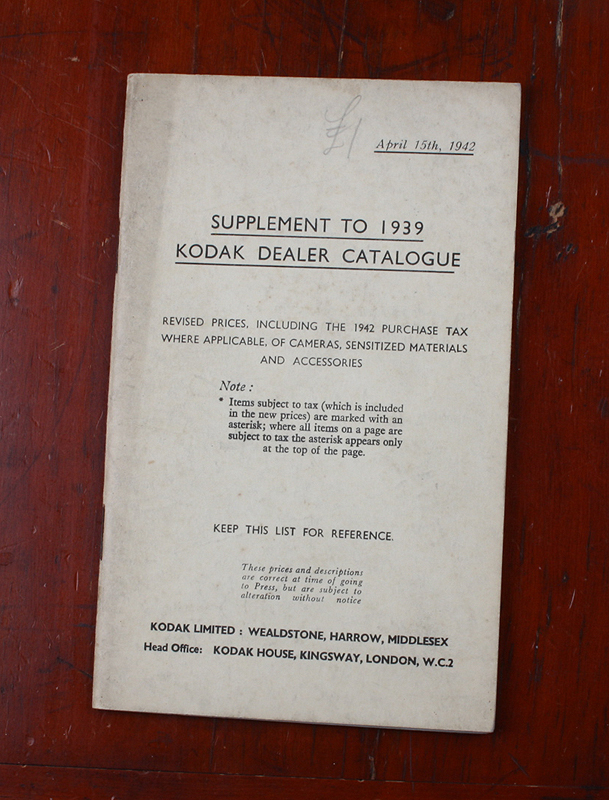 £1
April 15th, 1942
SUPPLEMENT TO 1939
KODAK DEALER CATALOGUE
REVISED PRICES, INCLUDING THE 1942 PURCHASE TAX
WHERE APPLICABLE, OF CAMERAS, SENSITIZED MATERIALS
AND ACCESSORIES
Note :
* Items subject to tax (which is included
in the new prices) are marked with an
asterisk; where all items on a page are
subject to tax the asterisk appears only
at the top of the page.
KEEP THIS LIST FOR REFERENCE.
These prices and descriptions
are correct at time of going
to Press, but are subject to
alteration without notice
KODAK LIMITED : WEALDSTONE, HARROW, MIDDLESEX
Head Office: KODAK HOUSE, KINGSWAY, LONDON, W.C.2